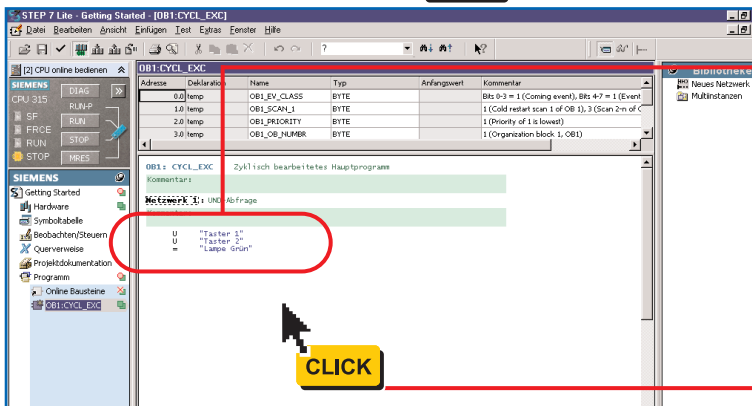 STEP 7 Lite - Getting Started - [OB1:CYCL_EXC]
Datei Bearbeiten Ansicht Einfügen Test Extras Fenster Hilfe
?
[2] CPU online bedienen
SIEMENS
CPU 315
DIAG
RUN-P
SF
RUN
FRCE
RUN
STOP
STOP
MRES
SIEMENS
Getting Started
Hardware
Symboltabelle
Beobachten/Steuern
Querverweise
Projektdokumentation
Programm
Online Bausteine
OB1:CYCL_EXC
OB1:CYCL_EXC
Adresse Deklaration Name Typ Anfangswert Kommentar
0.0 temp OB1_EV_CLASS BYTE Bits 0-3 = 1 (Coming event), Bits 4-7 = 1 (Event
1.0 temp OB1_SCAN_1 BYTE 1 (Cold restart scan 1 of OB 1), 3 (Scan 2-n of O
2.0 temp OB1_PRIORITY BYTE 1 (Priority of 1 is lowest)
3.0 temp OB1_OB_NUMBR BYTE 1 (Organization block 1, OB1)
OB1: CYCL_EXC Zyklisch bearbeitetes Hauptprogramm
Kommentar:
Netzwerk 1: UND-Abfrage
Kommentar:
U "Taster 1"
U "Taster 2"
= "Lampe Grün"
CLICK
Bibliotheke
Neues Netzwerk
Multiinstanzen